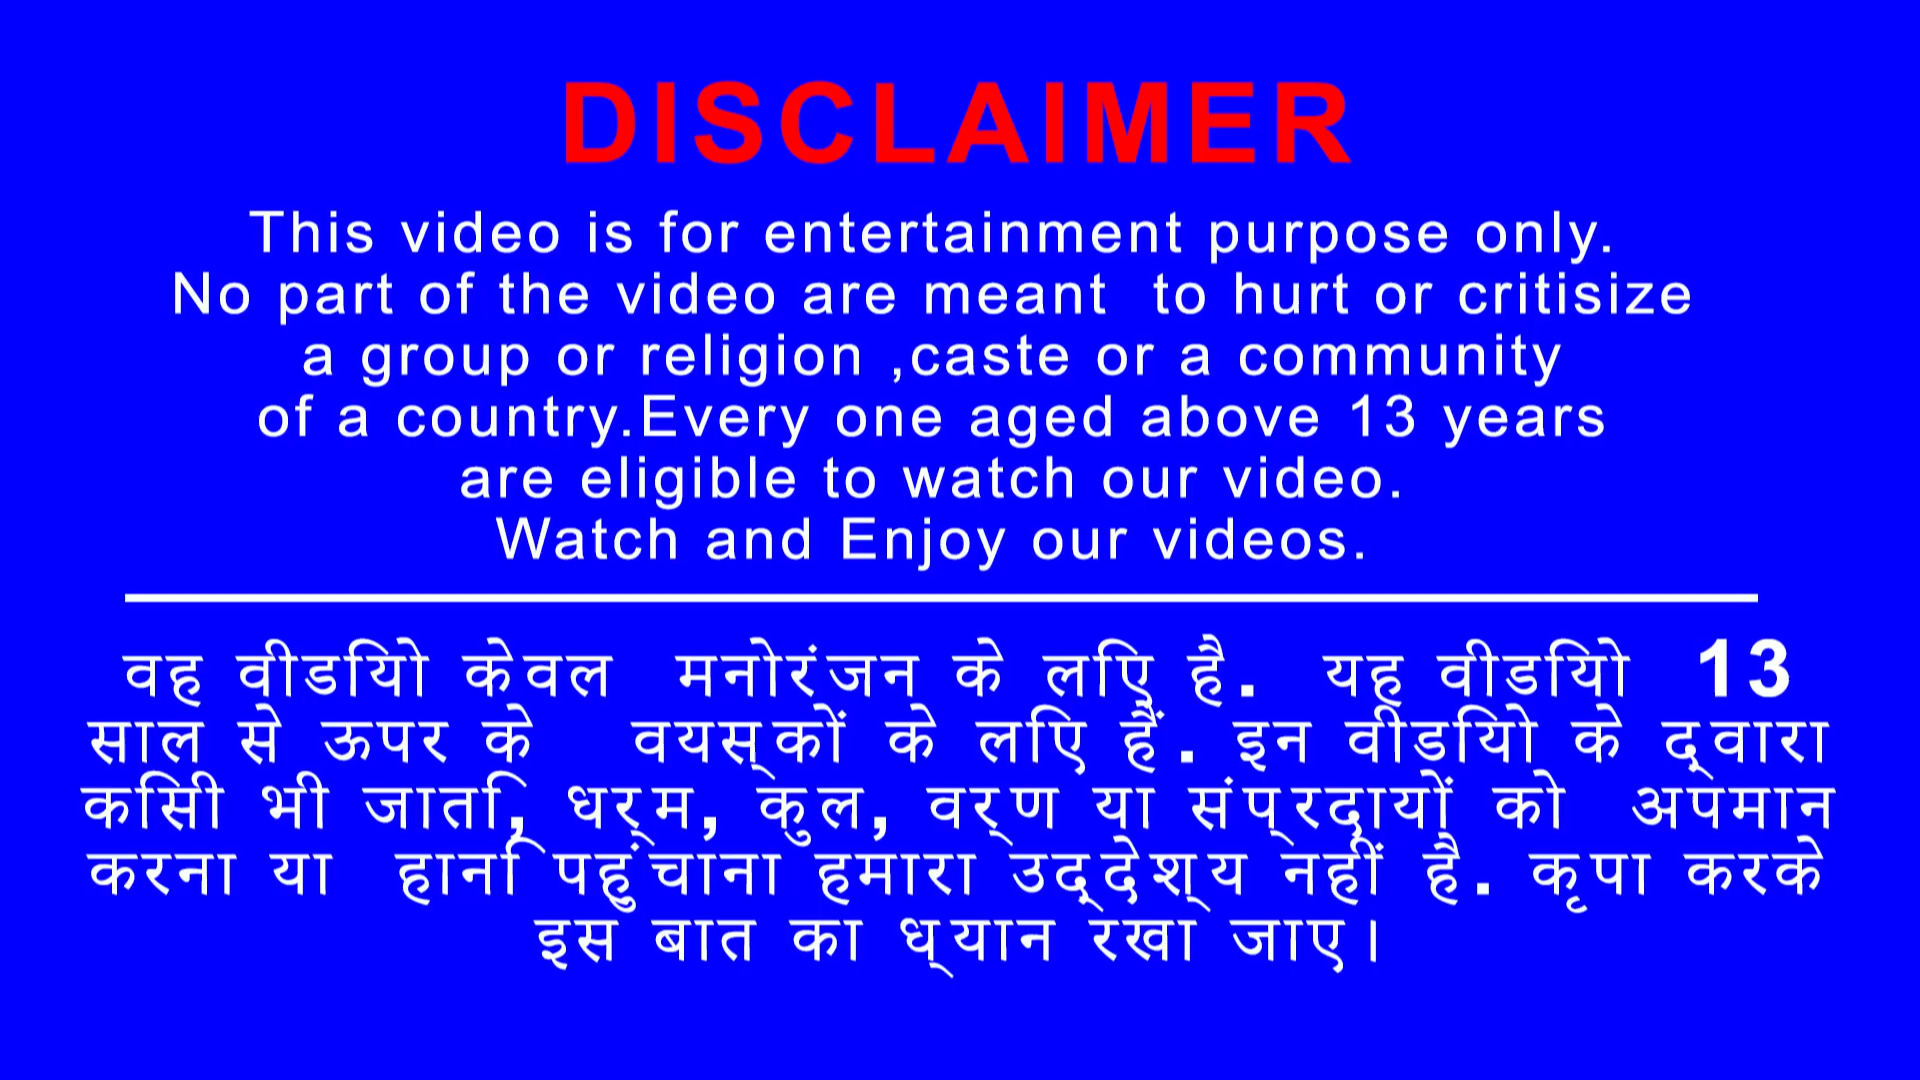 DISCLAIMER
This video is for entertainment purpose only.
No part of the video are meant  to hurt or critisize
a group or religion ,caste or a community
of a country.Every one aged above 13 years
are eligible to watch our video.
Watch and Enjoy our videos.
वह वीडियो केवल  मनोरंजन के लिए है.  यह वीडियो  13
साल से ऊपर के   वयस्कों के लिए हैं. इन वीडियो के द्वारा
किसी भी जाति, धर्म, कुल, वर्ण या संप्रदायों को  अपमान
करना या  हानि पहुंचाना हमारा उद्देश्य नहीं है. कृपा करके
इस बात का ध्यान रखा जाए।